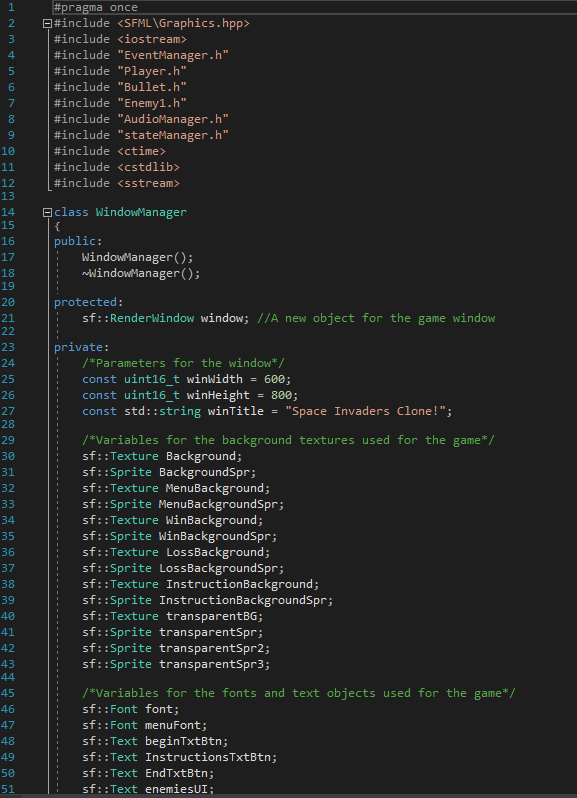 1 #pragma once
2 #include <SFML\Graphics.hpp>
3 #include <iostream>
4 #include "EventManager.h"
5 #include "Player.h"
6 #include "Bullet.h"
7 #include "Enemy1.h"
8 #include "AudioManager.h"
9 #include "stateManager.h"
10 #include <ctime>
11 #include <cstdlib>
12 #include <sstream>
13
14 class WindowManager
15 {
16 public:
17 WindowManager();
18 ~WindowManager();
19
20 protected:
21 sf::RenderWindow window; //A new object for the game window
22
23 private:
24 /*Parameters for the window*/
25 const uint16_t winWidth = 600;
26 const uint16_t winHeight = 800;
27 const std::string winTitle = "Space Invaders Clone!";
28
29 /*Variables for the background textures used for the game*/
30 sf::Texture Background;
31 sf::Sprite BackgroundSpr;
32 sf::Texture MenuBackground;
33 sf::Sprite MenuBackgroundSpr;
34 sf::Texture WinBackground;
35 sf::Sprite WinBackgroundSpr;
36 sf::Texture LossBackground;
37 sf::Sprite LossBackgroundSpr;
38 sf::Texture InstructionBackground;
39 sf::Sprite InstructionBackgroundSpr;
40 sf::Texture transparentBG;
41 sf::Sprite transparentSpr;
42 sf::Sprite transparentSpr2;
43 sf::Sprite transparentSpr3;
44
45 /*Variables for the fonts and text objects used for the game*/
46 sf::Font font;
47 sf::Font menuFont;
48 sf::Text beginTxtBtn;
49 sf::Text InstructionsTxtBtn;
50 sf::Text EndTxtBtn;
51 sf::Text enemiesUI;